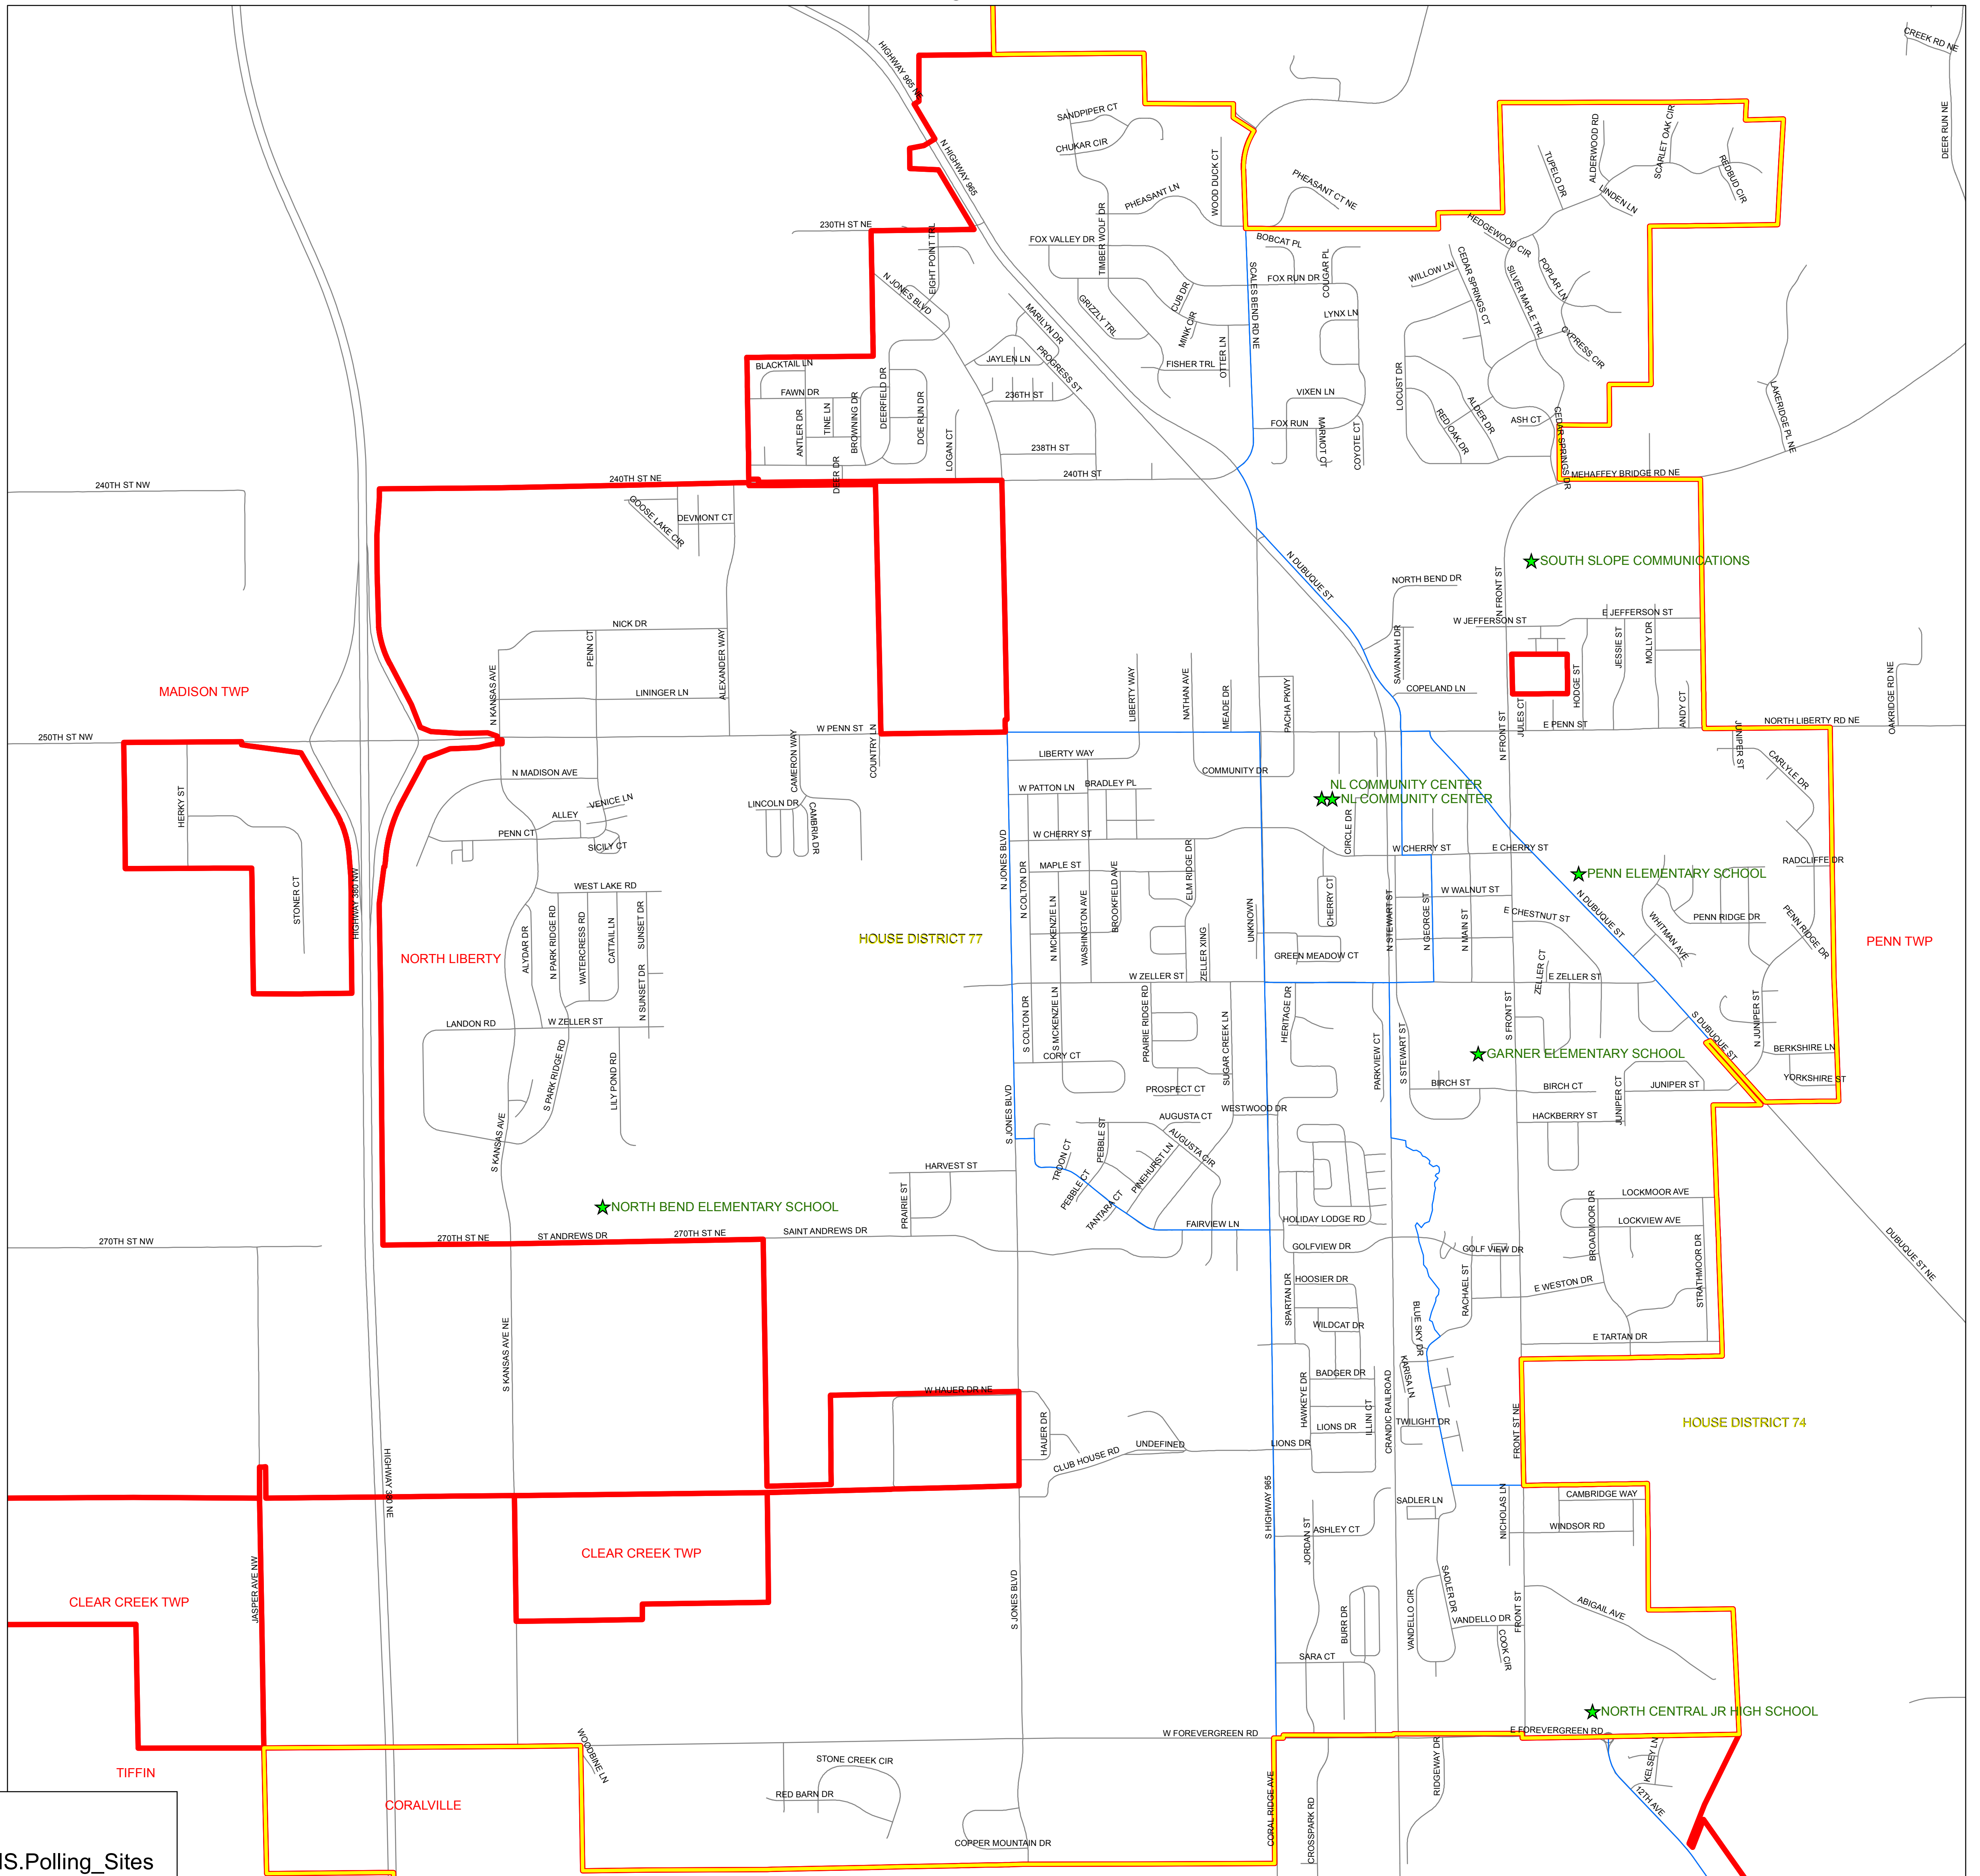 HIGHWAY 965 NE
CREEK RD NE
DEER RUN NE
SANDPIPER CT
CHUKAR CIR
N HIGHWAY 965
WOOD DUCK CT
PHEASANT LN
PHEASANT CT NE
TUPELO DR
ALDERWOOD RD
SCARLET OAK CIR
REDBUD CIR
LINDEN LN
230TH ST NE
EIGHT POINT TRL
FOX VALLEY DR
TIMBER WOLF DR
BOBCAT PL
HEDGEWOOD CIR
N JONES BLVD
GRIZZLY TRL
CUB DR
MINK CIR
SCALES BEND RD NE
FOX RUN DR
COUGAR PL
WILLOW LN
CEDAR SPRINGS CT
SILVER MAPLE TRL
POPLAR LN
CYPRESS CIR
MARILYN DR
PROGRESS ST
JAYLEN LN
236TH ST
FISHER TRL
OTTER LN
LYNX LN
BLACKTAIL LN
FAWN DR
ANTLER DR
TINE LN
BROWNING DR
DEERFIELD DR
DOE RUN DR
LOGAN CT
DEER DR
VIXEN LN
FOX RUN
MARMOT CT
COYOTE CT
LOCUST DR
RED OAK DR
ALDER DR
ASH CT
CEDAR SPRINGS DR
LAKERIDGE PL NE
238TH ST
240TH ST
MEHAFFEY BRIDGE RD NE
240TH ST NW
240TH ST NE
GOOSE LAKE CIR
DEVMONT CT
N DUBUQUE ST
NORTH BEND DR
N FRONT ST
SOUTH SLOPE COMMUNICATIONS
W JEFFERSON ST
E JEFFERSON ST
NICK DR
PENN CT
ALEXANDER WAY
N KANSAS AVE
LININGER LN
MADISON TWP
SAVANNAH DR
COPELAND LN
HODGE ST
JESSIE ST
MOLLY DR
ANDY CT
OAKRIDGE RD NE
LIBERTY WAY
NATHAN AVE
MEADE DR
PACHA PKWY
JULES CT
E PENN ST
NORTH LIBERTY RD NE
250TH ST NW
W PENN ST
COUNTRY LN
CAMERON WAY
N FRONT ST
JUNIPER ST
CARLYLE DR
HERKY ST
N MADISON AVE
LIBERTY WAY
COMMUNITY DR
NL COMMUNITY CENTER
NL COMMUNITY CENTER
VENICE LN
ALLEY
PENN CT
SICILY CT
LINCOLN DR
CAMBRIA DR
W PATTON LN
BRADLEY PL
N JONES BLVD
W CHERRY ST
CIRCLE DR
W CHERRY ST
E CHERRY ST
RADCLIFFE DR
PENN ELEMENTARY SCHOOL
STONER CT
HIGHWAY 380 NW
WEST LAKE RD
N COLTON DR
MAPLE ST
N MCKENZIE LN
WASHINGTON AVE
BROOKFIELD AVE
ELM RIDGE DR
CHERRY CT
W WALNUT ST
E CHESTNUT ST
N DUBUQUE ST
WHITMAN AVE
PENN RIDGE DR
PENN RIDGE DR
ALYDAR DR
N PARK RIDGE RD
WATERCRESS RD
CATTAIL LN
SUNSET DR
N SUNSET DR
HOUSE DISTRICT 77
NORTH LIBERTY
ZELLER XING
UNKNOWN
GREEN MEADOW CT
N STEWART ST
N GEORGE ST
N MAIN ST
PENN TWP
W ZELLER ST
ZELLER CT
E ZELLER ST
LANDON RD
W ZELLER ST
S COLTON DR
S MCKENZIE LN
PRAIRIE RIDGE RD
SUGAR CREEK LN
HERITAGE DR
S FRONT ST
N JUNIPER ST
S DUBUQUE ST
CORY CT
PROSPECT CT
PARKVIEW CT
S STEWART ST
GARNER ELEMENTARY SCHOOL
BERKSHIRE LN
YORKSHIRE ST
S PARK RIDGE RD
LILY POND RD
S JONES BLVD
BIRCH ST
BIRCH CT
JUNIPER CT
JUNIPER ST
HACKBERRY ST
S KANSAS AVE
WESTWOOD DR
AUGUSTA CT
AUGUSTA CIR
TROON CT
PEBBLE ST
PEBBLE CT
PINEHURST LN
TANTARA CT
HARVEST ST
PRAIRIE ST
NORTH BEND ELEMENTARY SCHOOL
LOCKMOOR AVE
LOCKVIEW AVE
BROADMOOR DR
STRATHMOOR DR
FAIRVIEW LN
HOLIDAY LODGE RD
270TH ST NW
270TH ST NE
ST ANDREWS DR
270TH ST NE
SAINT ANDREWS DR
GOLFVIEW DR
GOLF VIEW DR
DUBUQUE ST NE
HOOSIER DR
SPARTAN DR
WILDCAT DR
RACHAEL ST
E WESTON DR
BLUE SKY DR
E TARTAN DR
S KANSAS AVE NE
W HAUER DR NE
HAUER DR
CLUB HOUSE RD
UNDEFINED
BADGER DR
HAWKEYE DR
ILLINI CT
LIONS DR
LIONS DR
CRANDIC RAILROAD
KARISA LN
TWILIGHT DR
FRONT ST NE
HOUSE DISTRICT 74
HIGHWAY 380 NE
S HIGHWAY 965
SADLER LN
NICHOLAS LN
CAMBRIDGE WAY
WINDSOR RD
JORDAN ST
ASHLEY CT
CLEAR CREEK TWP
CLEAR CREEK TWP
JASPER AVE NW
S JONES BLVD
BURR DR
VANDELLO CIR
SADLER DR
VANDELLO DR
COOK CIR
FRONT ST
ABIGAIL AVE
SARA CT
NORTH CENTRAL JR HIGH SCHOOL
W FOREVERGREEN RD
E FOREVERGREEN RD
WOODBINE LN
STONE CREEK CIR
RED BARN DR
COPPER MOUNTAIN DR
CORAL RIDGE AVE
CROSSPARK RD
RIDGEWAY DR
KELSEY LN
12TH AVE
TIFFIN
CORALVILLE
IS.Polling_Sites